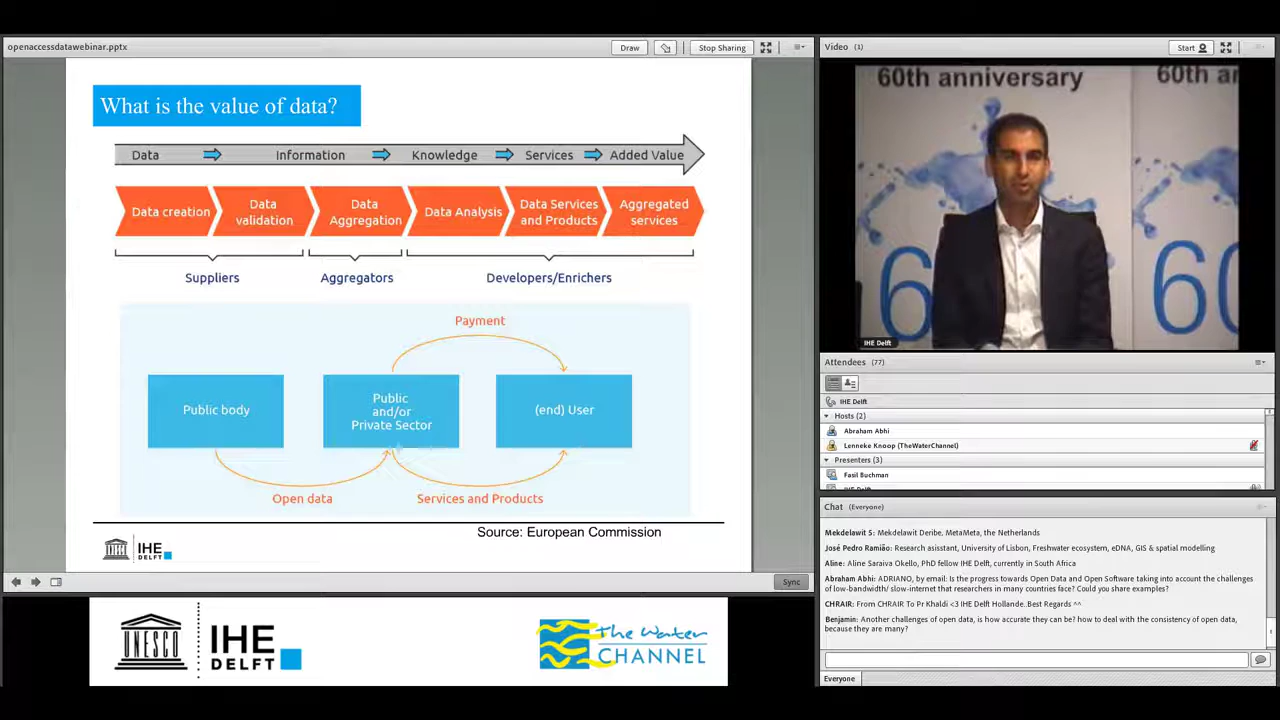 openaccessdatawebinar.pptx
Draw
Stop Sharing
What is the value of data?
Data
Information
Knowledge
Services
Added Value
Data creation
Data
validation
Data
Aggregation
Data Analysis
Data Services
and Products
Aggregated
services
Suppliers
Aggregators
Developers/Enrichers
Payment
Public body
Public
and/or
Private Sector
(end) User
Open data
Services and Products
Source: European Commission
UNESCO
IHE
DELFT
Sync
UNESCO
IHE
DELFT
The Water
CHANNEL
Video (1)
Start
60th anniversary
60th an
60
60
IHE Delft
Attendees (77)
IHE Delft
Hosts (2)
Abraham Abhi
Lenneke Knoop (TheWaterChannel)
Presenters (3)
Fasil Buchman
Chat (Everyone)
Mekdelawit S: Mekdelawit Deribe, MetaMeta, the Netherlands
José Pedro Ramião: Research asistant, University of Lisbon, Freshwater ecosystem, eDNA, GIS & spatial modelling
Aline: Aline Saraiva Okello, PhD fellow IHE Delft, currently in South Africa
Abraham Abhi: ADRIANO, by email: Is the progress towards Open Data and Open Software taking into account the challenges
of low-bandwidth/ slow-internet that researchers in many countries face? Could you share examples?
CHRAIR: From CHRAIR To Pr Khaldi <3 IHE Delft Hollande..Best Regards ^^
Benjamin: Another challenges of open data, is how accurate they can be? how to deal with the consistency of open data,
because they are many?
Everyone